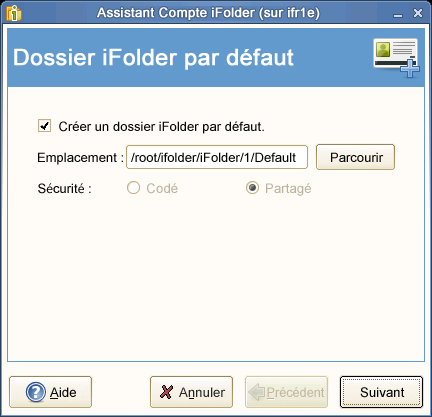 Assistant Compte iFolder (sur ifr1e)
Dossier iFolder par défaut
Créer un dossier iFolder par défaut.
Emplacement : /root/ifolder/iFolder/1/Default Parcourir
Sécurité : Codé Partagé
Aide Annuler Précédent Suivant